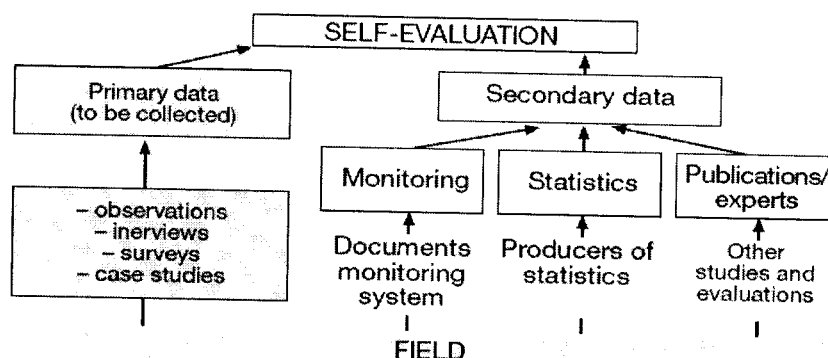 SELF-EVALUATION
Primary data
(to be collected)
Secondary data
Monitoring
Statistics
Publications/
experts
– observations
– inerviews
– surveys
– case studies
Documents
monitoring
system
Producers of
statistics
Other
studies and
evaluations
FIELD